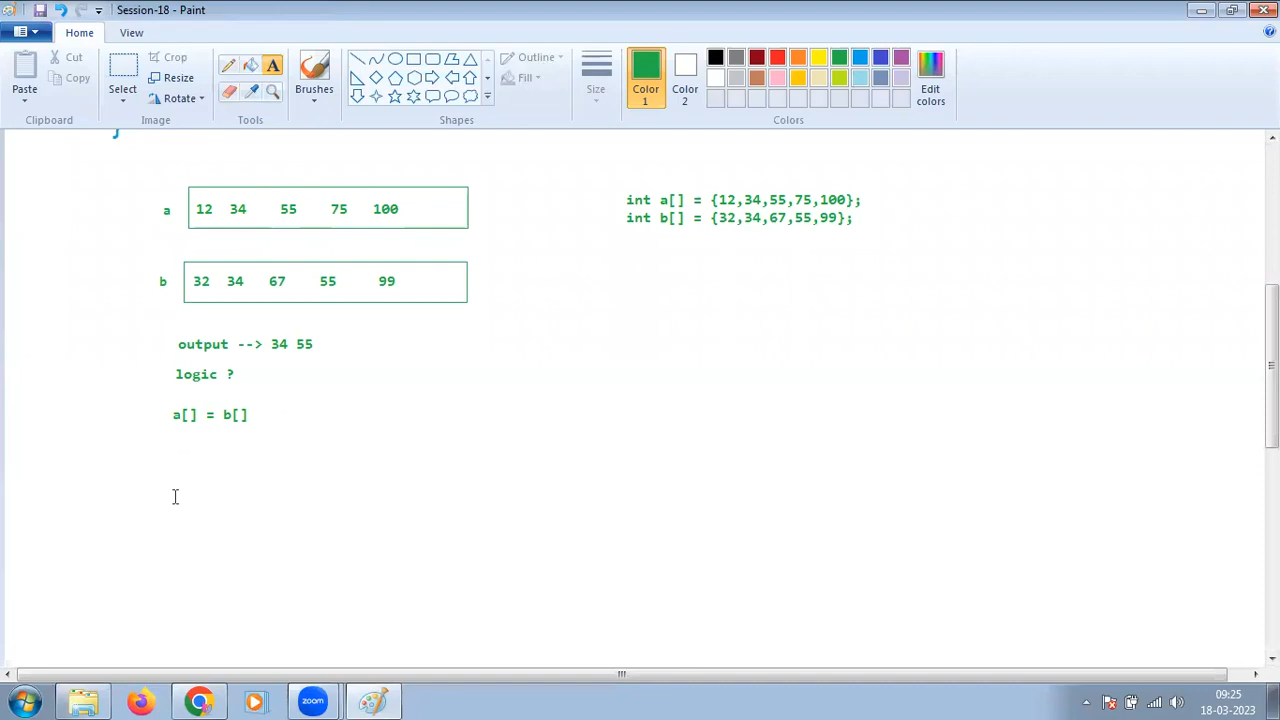 Session-18 - Paint
Home
View
Paste
Cut
Copy
Clipboard
Select
Crop
Resize
Rotate
Image
A
Tools
Brushes
Outline
Fill
Shapes
Size
Color 1
Color 2
Edit colors
Colors
}
a 12 34 55 75 100
int a[] = {12,34,55,75,100};
int b[] = {32,34,67,55,99};
b 32 34 67 55 99
output --> 34 55
logic ?
a[] = b[]
zoom
09:25
18-03-2023